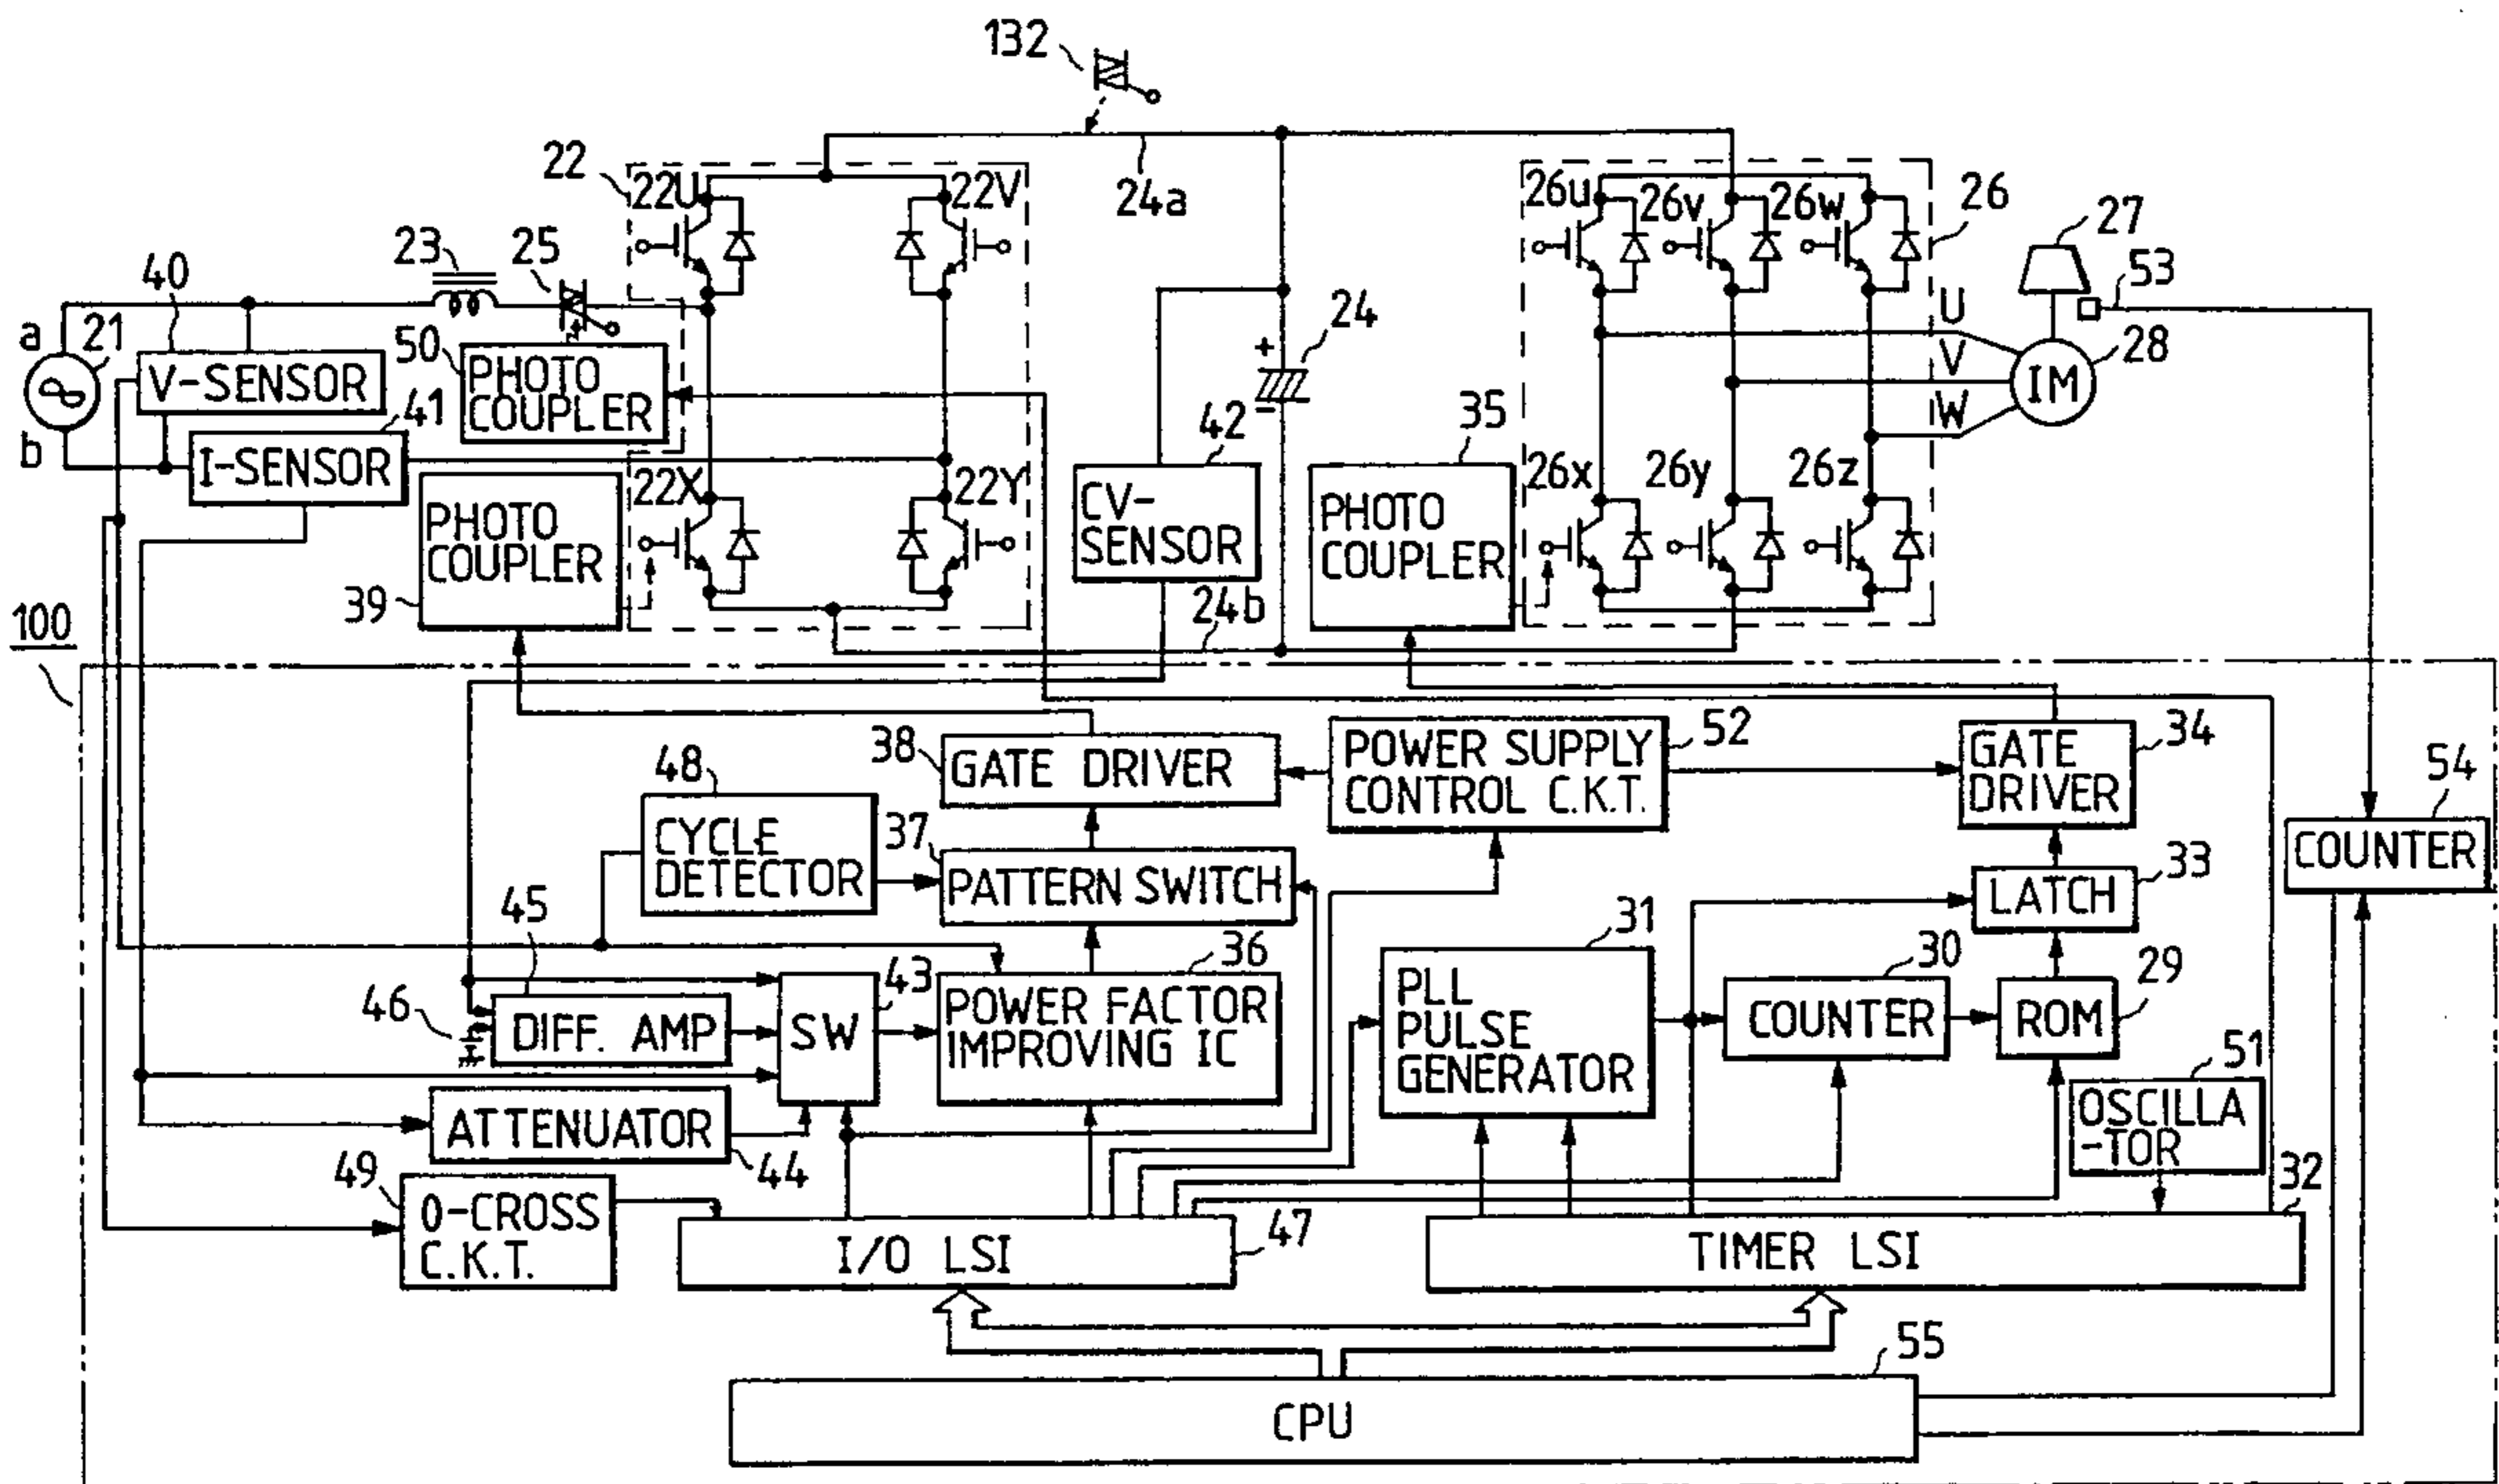 132
22
22U
22V
24a
26u
26v
26w
26
27
53
23
25
40
a
21
b
V-SENSOR
50
PHOTO
COUPLER
41
I-SENSOR
+
24
-
U
V
W
IM
28
42
35
22X
22Y
CV-
SENSOR
PHOTO
COUPLER
26x
26y
26z
PHOTO
COUPLER
39
24b
100
38
GATE DRIVER
POWER SUPPLY
CONTROL C.K.T.
52
GATE
DRIVER
34
54
COUNTER
48
CYCLE
DETECTOR
37
PATTERN SWITCH
LATCH
33
45
46
DIFF. AMP
SW
43
36
POWER FACTOR
IMPROVING IC
31
PLL
PULSE
GENERATOR
30
COUNTER
29
ROM
51
OSCILLA
-TOR
ATTENUATOR
44
49
0-CROSS
C.K.T.
I/O LSI
47
TIMER LSI
32
55
CPU